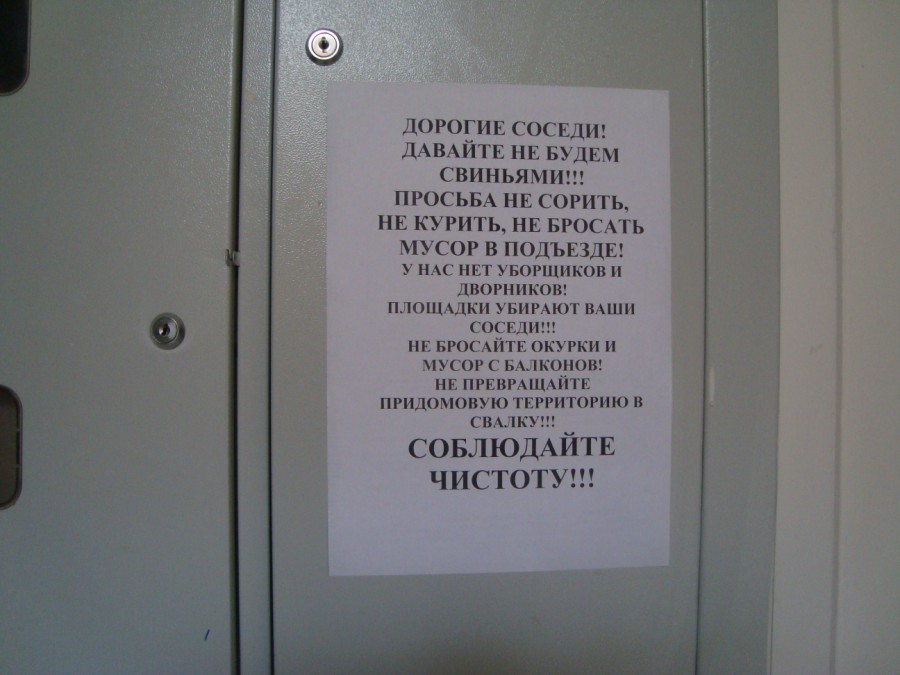 ДОРОГИЕ СОСЕДИ!
ДАВАЙТЕ НЕ БУДЕМ
СВИНЬЯМИ!!!
ПРОСЬБА НЕ СОРИТЬ,
НЕ КУРИТЬ, НЕ БРОСАТЬ
МУСОР В ПОДЪЕЗДЕ!
У НАС НЕТ УБОРЩИКОВ И
ДВОРНИКОВ!
ПЛОЩАДКИ УБИРАЮТ ВАШИ
СОСЕДИ!!!
НЕ БРОСАЙТЕ ОКУРКИ И
МУСОР С БАЛКОНОВ!
НЕ ПРЕВРАЩАЙТЕ
ПРИДОМОВУЮ ТЕРРИТОРИЮ В
СВАЛКУ!!!
СОБЛЮДАЙТЕ
ЧИСТОТУ!!!